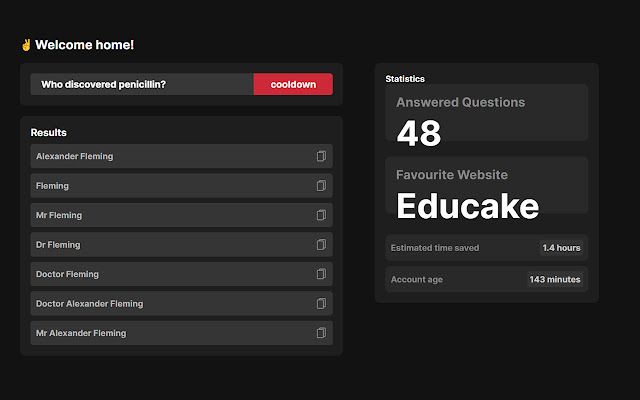 ✌️ Welcome home!
Who discovered penicillin?
cooldown
Results
Alexander Fleming
Fleming
Mr Fleming
Dr Fleming
Doctor Fleming
Doctor Alexander Fleming
Mr Alexander Fleming
Statistics
Answered Questions
48
Favourite Website
Educake
Estimated time saved 1.4 hours
Account age 143 minutes